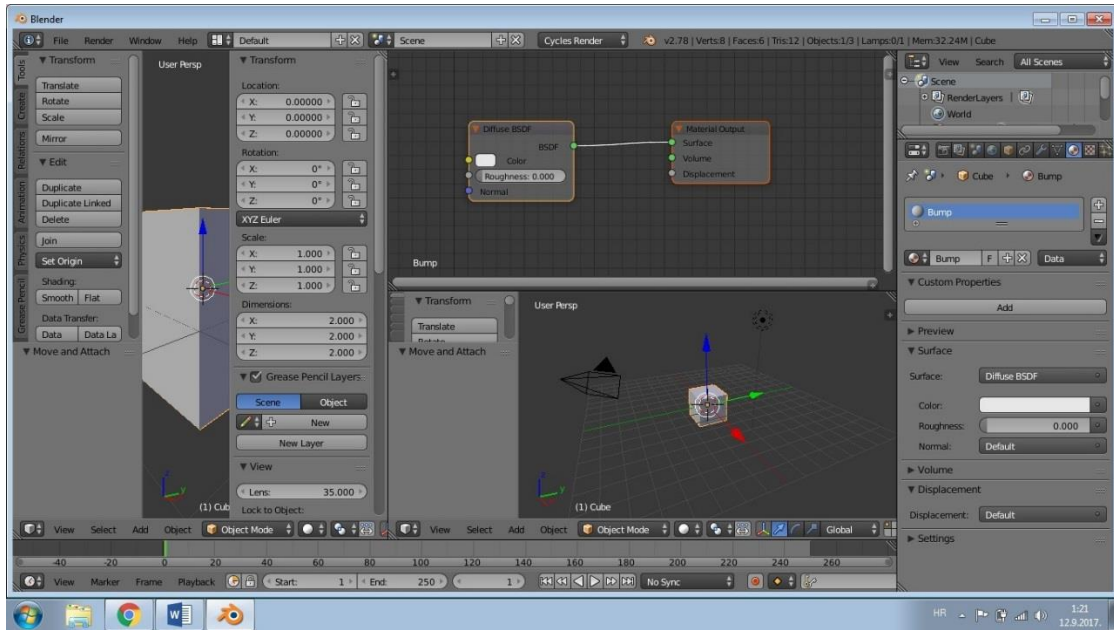 Blender
File Render Window Help Default Scene Cycles Render v2.78 | Verts:8 | Faces:6 | Tris:12 | Objects:1/3 | Lamps:0/1 | Mem:32.24M | Cube
Tools
Create
Relations
Animation
Physics
Grease Pencil
Transform
Translate
Rotate
Scale
Mirror
Edit
Duplicate
Duplicate Linked
Delete
Join
Set Origin
Shading:
Smooth Flat
Data Transfer:
Data Data La
Move and Attach
User Persp
(1) Cub
Transform
Location:
X: 0.00000
Y: 0.00000
Z: 0.00000
Rotation:
X: 0°
Y: 0°
Z: 0°
XYZ Euler
Scale:
X: 1.000
Y: 1.000
Z: 1.000
Dimensions:
X: 2.000
Y: 2.000
Z: 2.000
Grease Pencil Layers
Scene Object
New
New Layer
View
Lens: 35.000
Lock to Object:
View Select Add Object Object Mode
Diffuse BSDF
BSDF
Color
Roughness: 0.000
Normal
Material Output
Surface
Volume
Displacement
Bump
Transform
Translate
Rotate
Move and Attach
User Persp
(1) Cube
View Select Add Object Object Mode Global
View Search All Scenes
Scene
RenderLayers |
World
Cube Bump
Bump
Bump F Data
Custom Properties
Add
Preview
Surface
Surface: Diffuse BSDF
Color:
Roughness: 0.000
Normal: Default
Volume
Displacement
Displacement: Default
Settings
-40 -20 0 20 40 60 80 100 120 140 160 180 200 220 240 260
View Marker Frame Playback Start: 1 End: 250 1 No Sync
HR 1:21
12.9.2017.